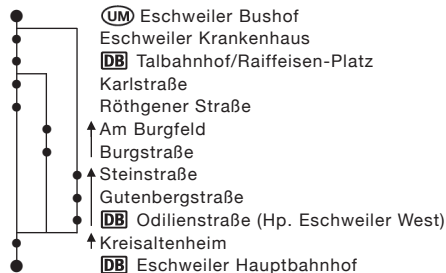 UM Eschweiler Bushof
Eschweiler Krankenhaus
DB Talbahnhof/Raiffeisen-Platz
Karlstraße
Röthgener Straße
Am Burgfeld
Burgstraße
Steinstraße
Gutenbergstraße
DB Odilienstraße (Hp. Eschweiler West)
Kreisaltenheim
DB Eschweiler Hauptbahnhof